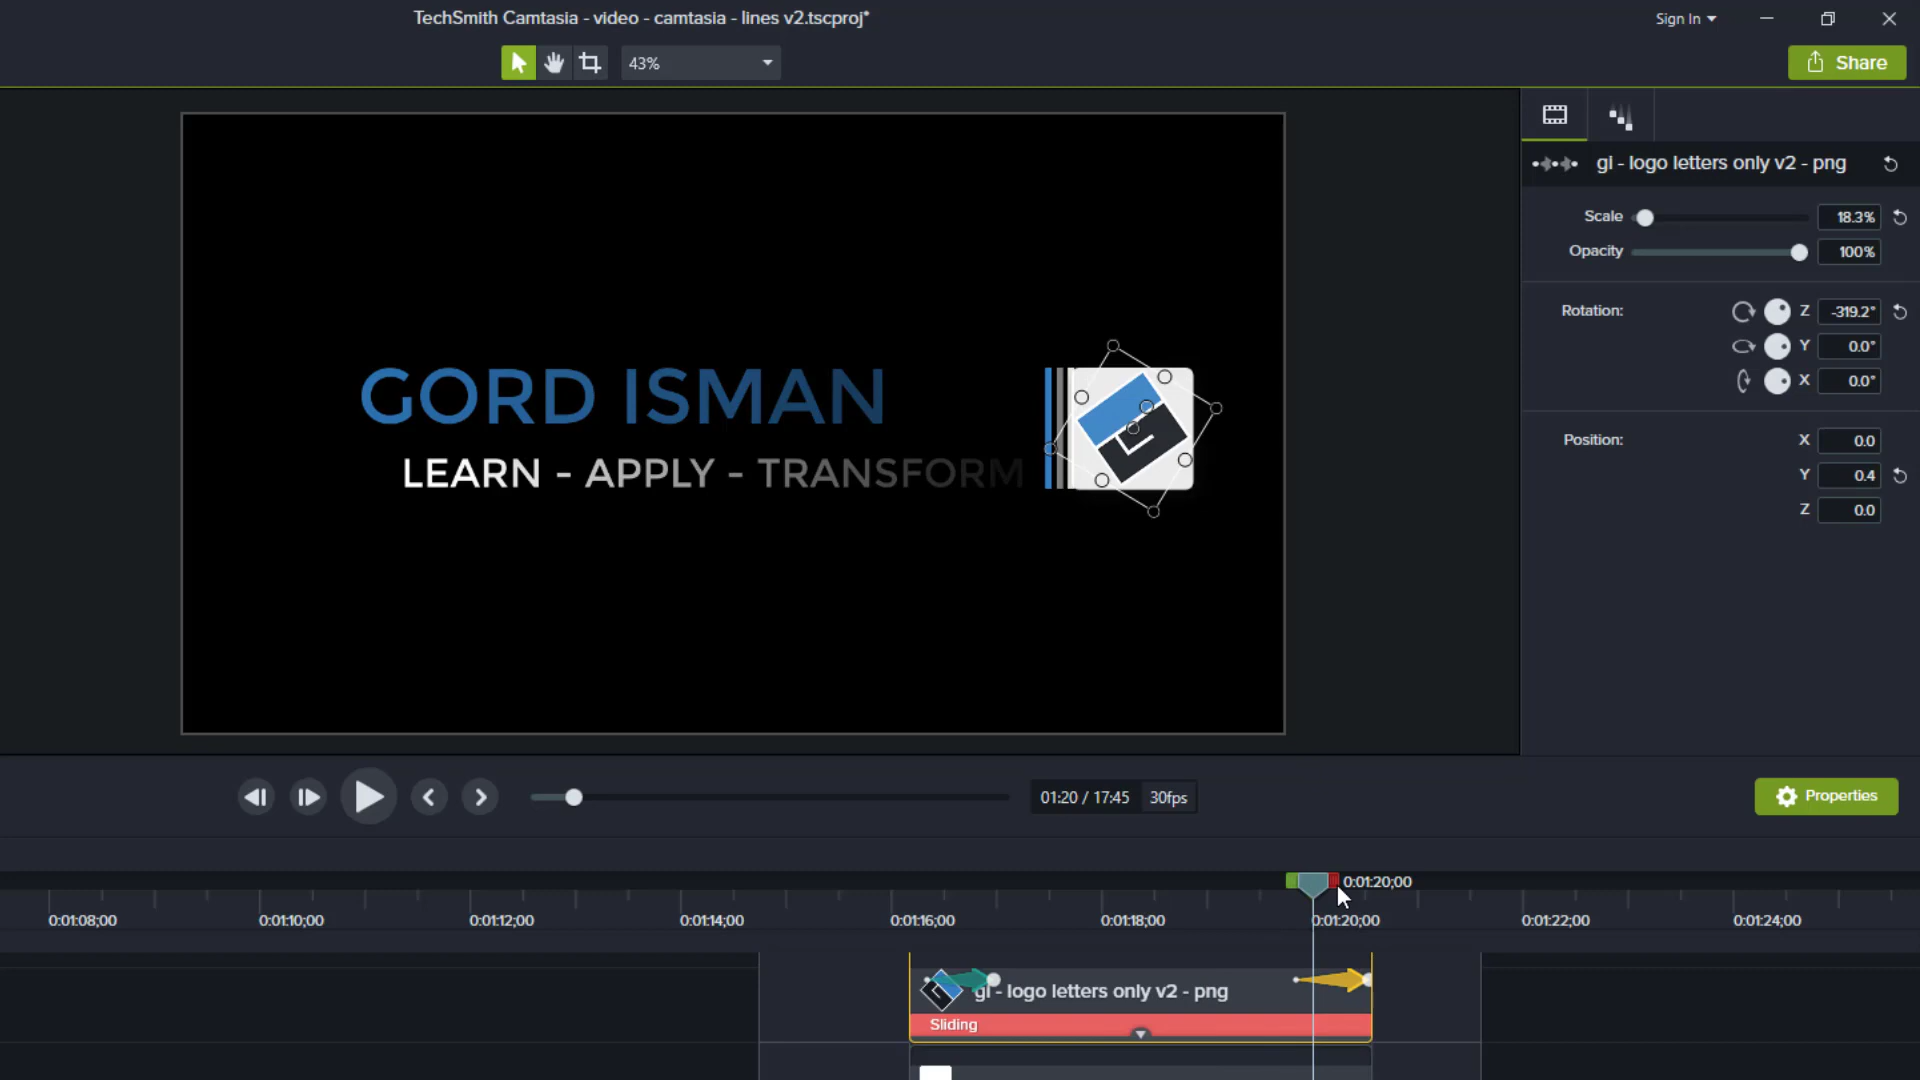 TechSmith Camtasia - video - camtasia - lines v2.tscproj*
Sign In
43%
Share
gl - logo letters only v2 - png
Scale 18.3%
Opacity 100%
Rotation: Z -319.2°
Y 0.0°
X 0.0°
Position: X 0.0
Y 0.4
Z 0.0
GORD ISMAN
LEARN - APPLY - TRANSFORM
01:20 / 17:45 30fps
Properties
0:01:20;00
0:01:08;00 0:01:10;00 0:01:12;00 0:01:14;00 0:01:16;00 0:01:18;00 0:01:20;00 0:01:22;00 0:01:24;00
gl - logo letters only v2 - png
Sliding